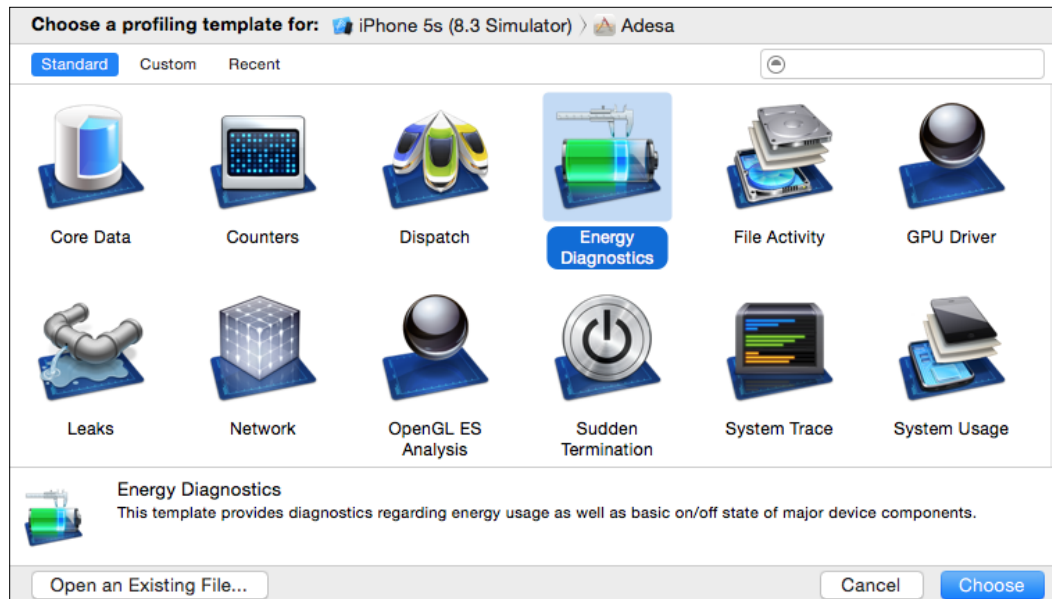 Choose a profiling template for: iPhone 5s (8.3 Simulator) 〉 Adesa
Standard Custom Recent
Core Data Counters Dispatch Energy Diagnostics File Activity GPU Driver
Leaks Network OpenGL ES Analysis Sudden Termination System Trace System Usage
Energy Diagnostics
This template provides diagnostics regarding energy usage as well as basic on/off state of major device components.
Open an Existing File... Cancel Choose